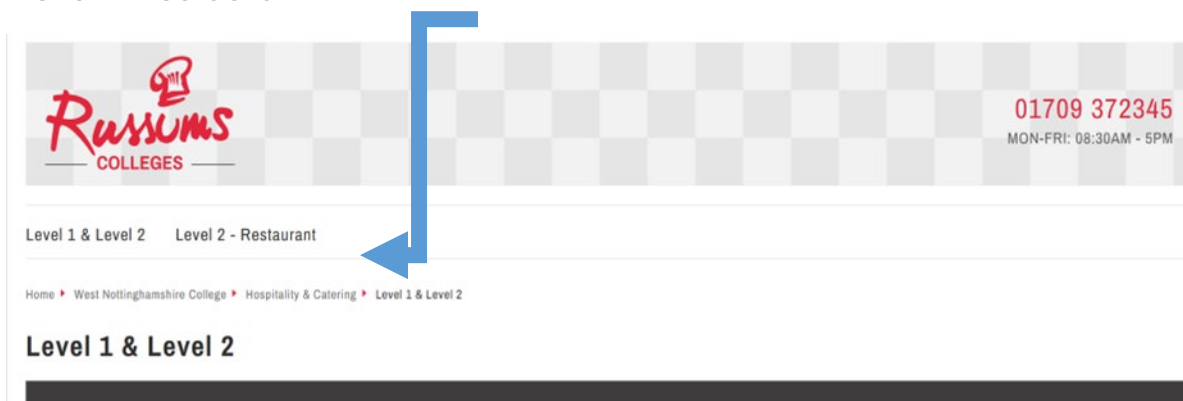 Russums
COLLEGES
01709 372345
MON-FRI: 08:30AM - 5PM
Level 1 & Level 2 Level 2 - Restaurant
Home West Nottinghamshire College Hospitality & Catering Level 1 & Level 2
Level 1 & Level 2